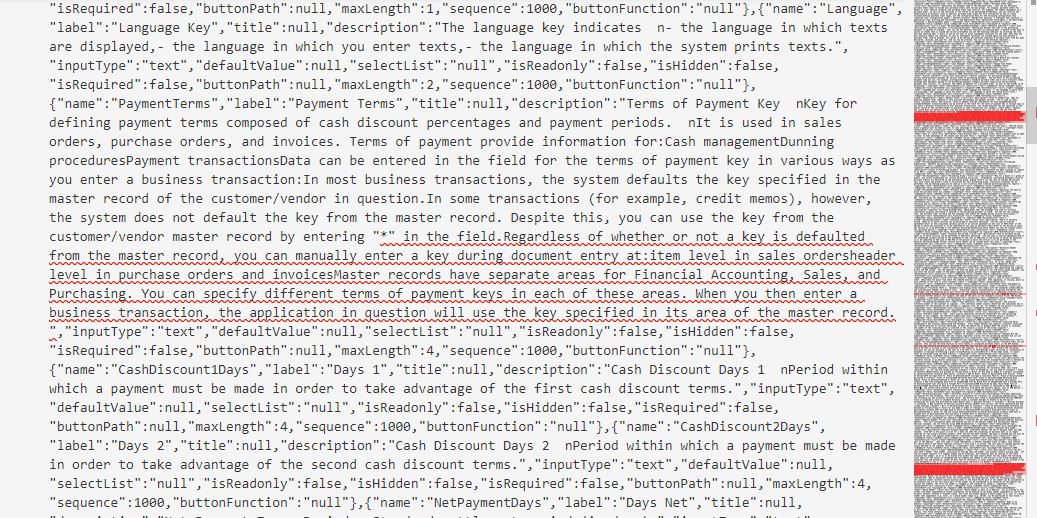 "isRequired":false,"buttonPath":null,"maxLength":1,"sequence":1000,"buttonFunction":"null"},{"name":"Language",
"label":"Language Key","title":null,"description":"The language key indicates  n- the language in which texts
are displayed,- the language in which you enter texts,- the language in which the system prints texts.",
"inputType":"text","defaultValue":null,"selectList":"null","isReadonly":false,"isHidden":false,
"isRequired":false,"buttonPath":null,"maxLength":2,"sequence":1000,"buttonFunction":"null"},
{"name":"PaymentTerms","label":"Payment Terms","title":null,"description":"Terms of Payment Key  nKey for
defining payment terms composed of cash discount percentages and payment periods.  nIt is used in sales
orders, purchase orders, and invoices. Terms of payment provide information for:Cash managementDunning
proceduresPayment transactionsData can be entered in the field for the terms of payment key in various ways as
you enter a business transaction:In most business transactions, the system defaults the key specified in the
master record of the customer/vendor in question.In some transactions (for example, credit memos), however,
the system does not default the key from the master record. Despite this, you can use the key from the
customer/vendor master record by entering "*" in the field.Regardless of whether or not a key is defaulted
from the master record, you can manually enter a key during document entry at:item level in sales ordersheader
level in purchase orders and invoicesMaster records have separate areas for Financial Accounting, Sales, and
Purchasing. You can specify different terms of payment keys in each of these areas. When you then enter a
business transaction, the application in question will use the key specified in its area of the master record.
","inputType":"text","defaultValue":null,"selectList":"null","isReadonly":false,"isHidden":false,
"isRequired":false,"buttonPath":null,"maxLength":4,"sequence":1000,"buttonFunction":"null"},
{"name":"CashDiscount1Days","label":"Days 1","title":null,"description":"Cash Discount Days 1  nPeriod within
which a payment must be made in order to take advantage of the first cash discount terms.","inputType":"text",
"defaultValue":null,"selectList":"null","isReadonly":false,"isHidden":false,"isRequired":false,
"buttonPath":null,"maxLength":4,"sequence":1000,"buttonFunction":"null"},{"name":"CashDiscount2Days",
"label":"Days 2","title":null,"description":"Cash Discount Days 2  nPeriod within which a payment must be made
in order to take advantage of the second cash discount terms.","inputType":"text","defaultValue":null,
"selectList":"null","isReadonly":false,"isHidden":false,"isRequired":false,"buttonPath":null,"maxLength":4,
"sequence":1000,"buttonFunction":"null"},{"name":"NetPaymentDays","label":"Days Net","title":null,